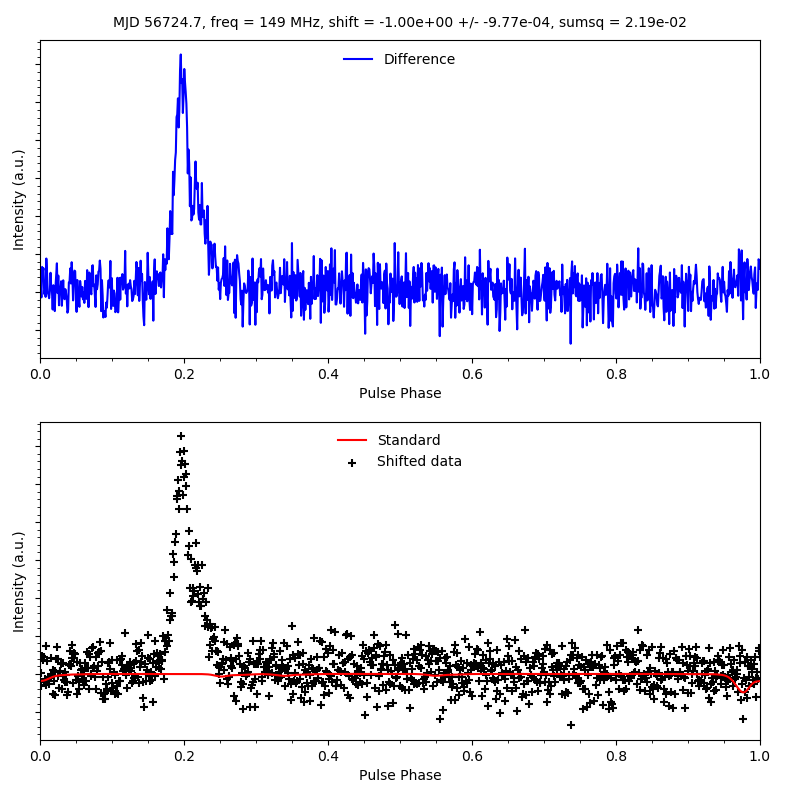 MJD 56724.7, freq = 149 MHz, shift = -1.00e+00 +/- -9.77e-04, sumsq = 2.19e-02
Difference
Intensity (a.u.)
0.0 0.2 0.4 0.6 0.8 1.0
Pulse Phase
Standard
Shifted data
Intensity (a.u.)
0.0 0.2 0.4 0.6 0.8 1.0
Pulse Phase